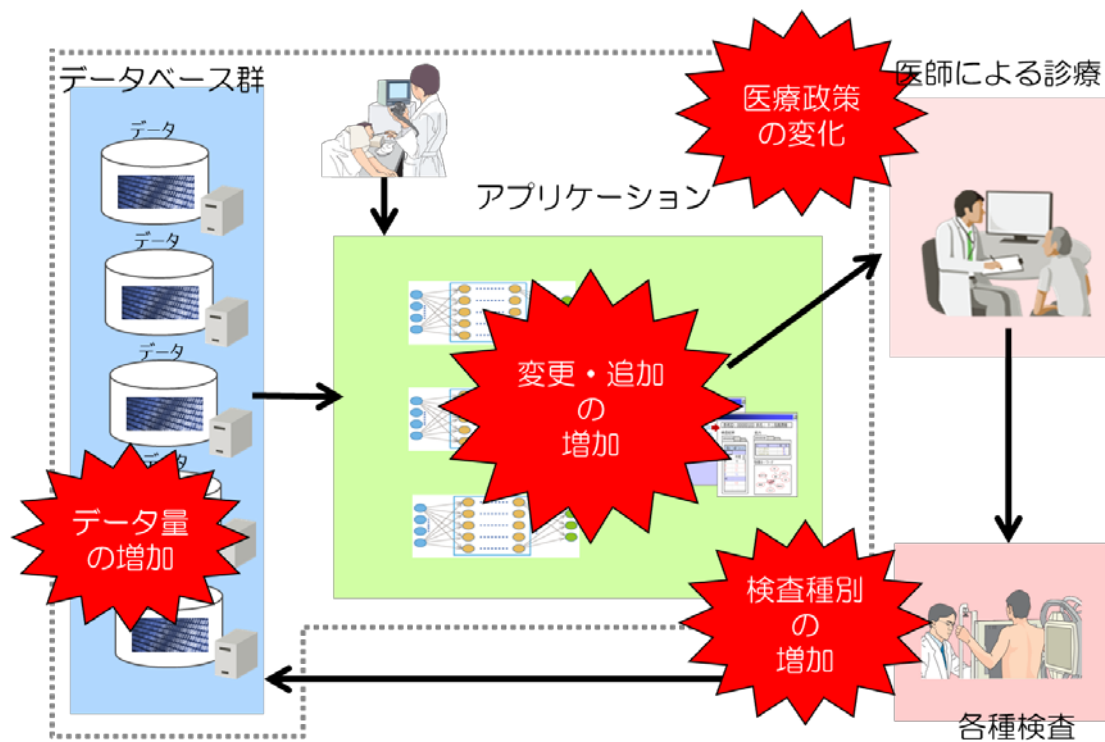 データベース群
データ
データ
データ
データ
データ量
の増加
アプリケーション
変更・追加
の
増加
医療政策
の変化
医師による診療
検査種別
の
増加
各種検査